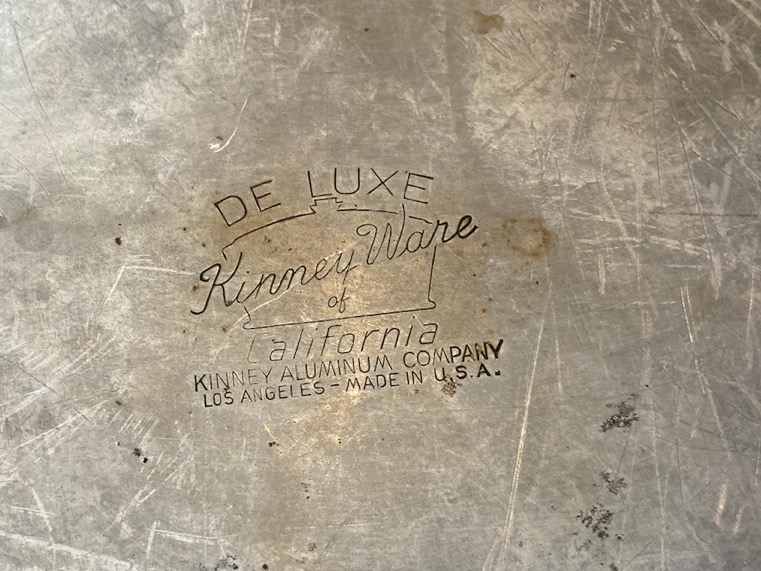 DE LUXE
Kinney Ware
of
California
KINNEY ALUMINUM COMPANY
LOS ANGELES - MADE IN U.S.A.